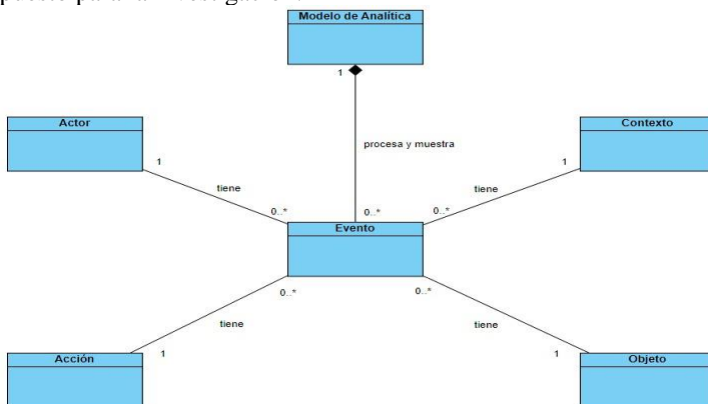 Modelo de Analítica
1
procesa y muestra
Actor
Contexto
1
1
tiene
tiene
0..*
0..*
0..*
Evento
0..*
0..*
tiene
tiene
1
1
Acción
Objeto